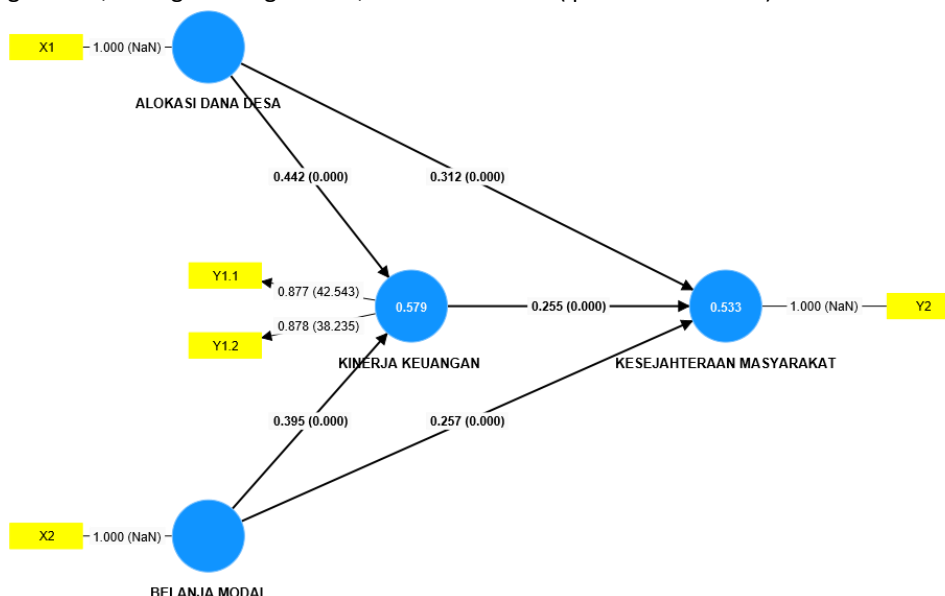 X1
1.000 (NaN)
ALOKASI DANA DESA
0.442 (0.000)
0.312 (0.000)
Y1.1
0.877 (42.543)
0.579
0.255 (0.000)
0.533
1.000 (NaN)
Y2
0.878 (38.235)
Y1.2
KINERJA KEUANGAN
KESEJAHTERAAN MASYARAKAT
0.395 (0.000)
0.257 (0.000)
X2
1.000 (NaN)
BELANJA MODAL